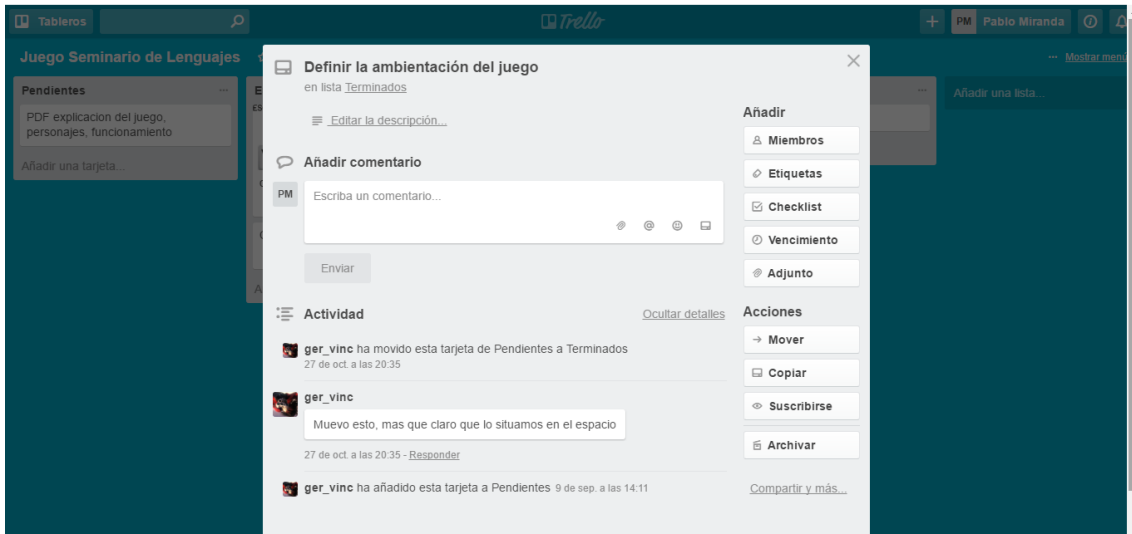 Tableros
Trello
PM Pablo Miranda
Juego Seminario de Lenguajes
Mostrar menú
Pendientes
PDF explicacion del juego,
personajes, funcionamiento
Añadir una tarjeta...
Añadir una lista...
Definir la ambientación del juego
en lista Terminados
Editar la descripción...
Añadir comentario
PM
Escriba un comentario...
Enviar
Actividad
Ocultar detalles
ger_vinc ha movido esta tarjeta de Pendientes a Terminados
27 de oct. a las 20:35
ger_vinc
Muevo esto, mas que claro que lo situamos en el espacio
27 de oct. a las 20:35 - Responder
ger_vinc ha añadido esta tarjeta a Pendientes 9 de sep. a las 14:11
Añadir
Miembros
Etiquetas
Checklist
Vencimiento
Adjunto
Acciones
Mover
Copiar
Suscribirse
Archivar
Compartir y más...